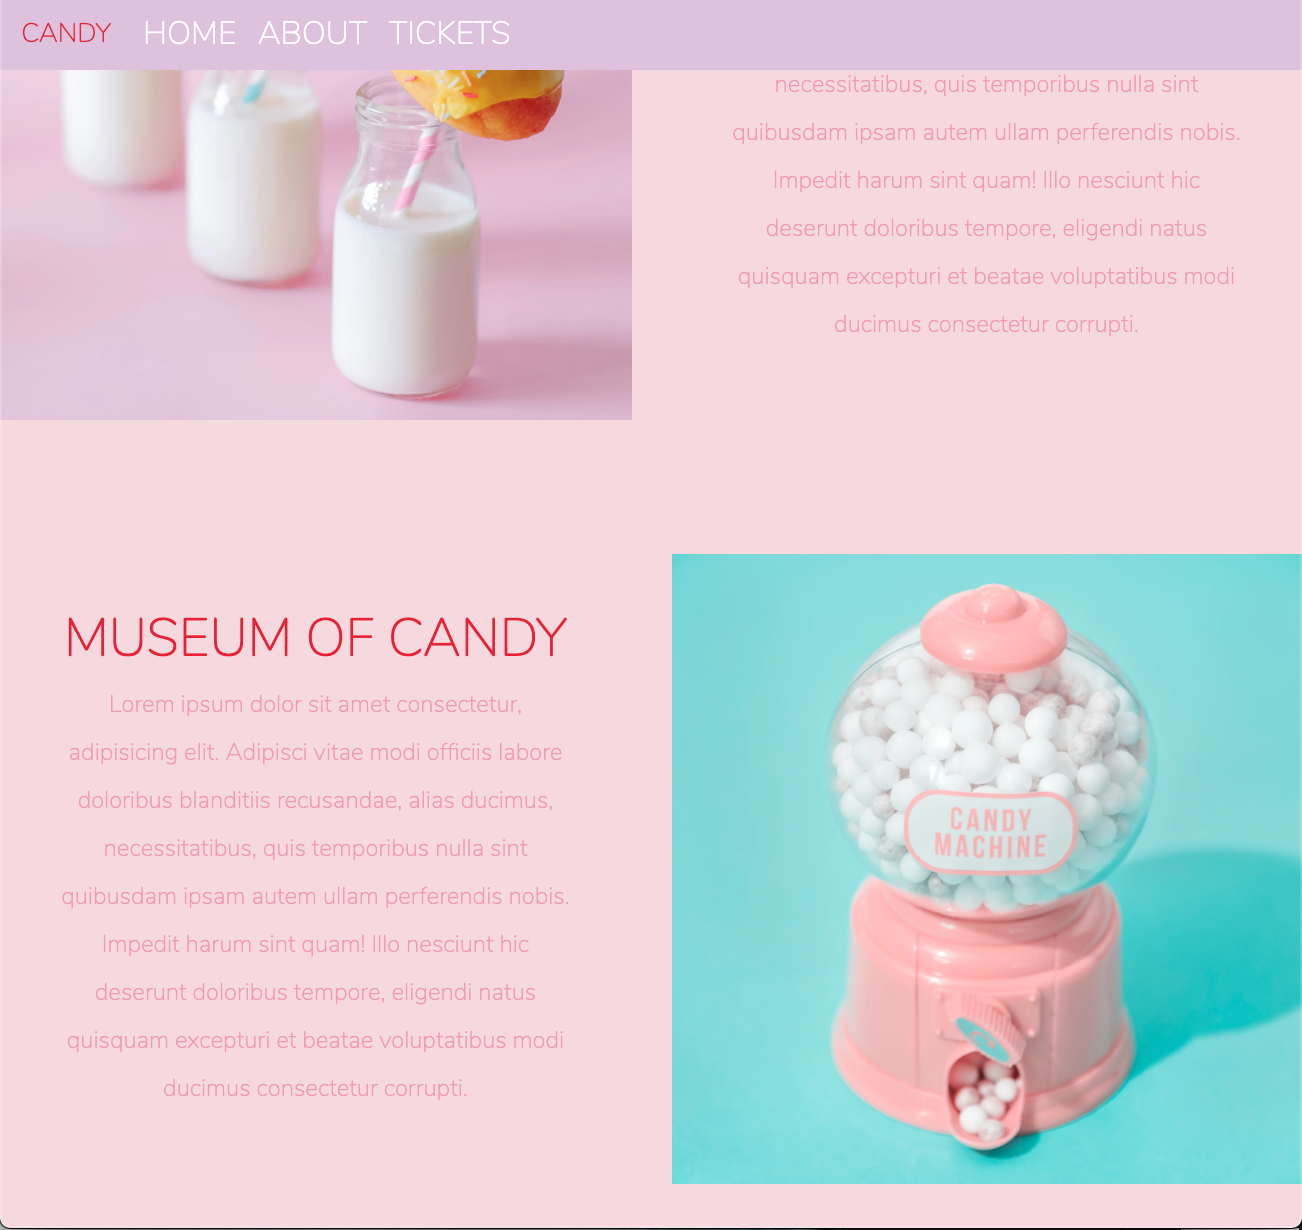 CANDY HOME ABOUT TICKETS
necessitatibus, quis temporibus nulla sint
quibusdam ipsam autem ullam perferendis nobis.
Impedit harum sint quam! Illo nesciunt hic
deserunt doloribus tempore, eligendi natus
quisquam excepturi et beatae voluptatibus modi
ducimus consectetur corrupti.
MUSEUM OF CANDY
Lorem ipsum dolor sit amet consectetur,
adipisicing elit. Adipisci vitae modi officiis labore
doloribus blanditiis recusandae, alias ducimus,
necessitatibus, quis temporibus nulla sint
quibusdam ipsam autem ullam perferendis nobis.
Impedit harum sint quam! Illo nesciunt hic
deserunt doloribus tempore, eligendi natus
quisquam excepturi et beatae voluptatibus modi
ducimus consectetur corrupti.
CANDY
MACHINE